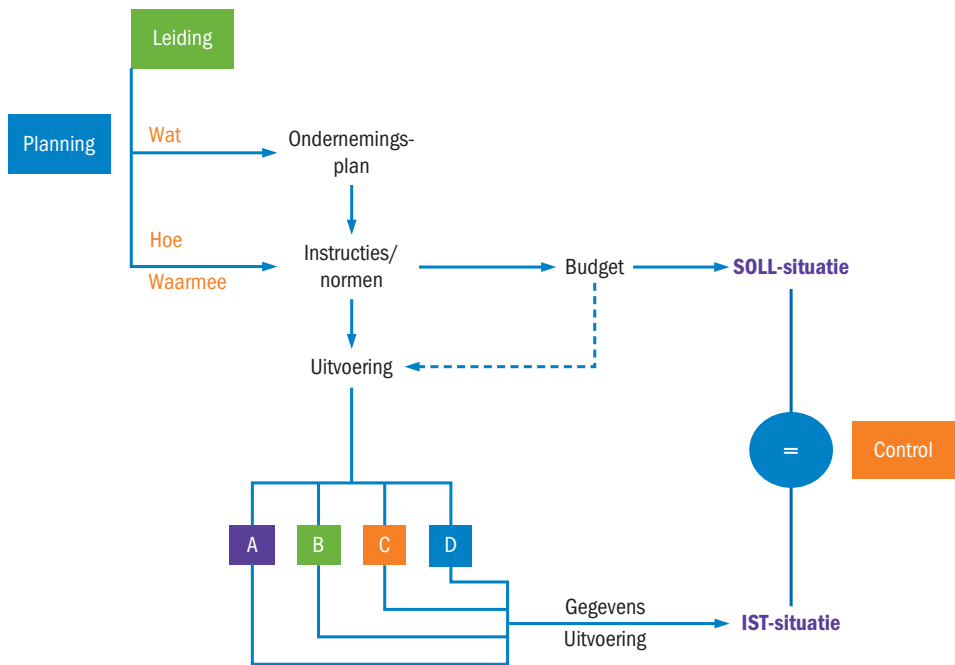 Leiding
Planning
Wat
Ondernemings-
plan
Hoe
Waarmee
Instructies/
normen
Budget
SOLL-situatie
Uitvoering
=
Control
A
B
C
D
Gegevens
Uitvoering
IST-situatie